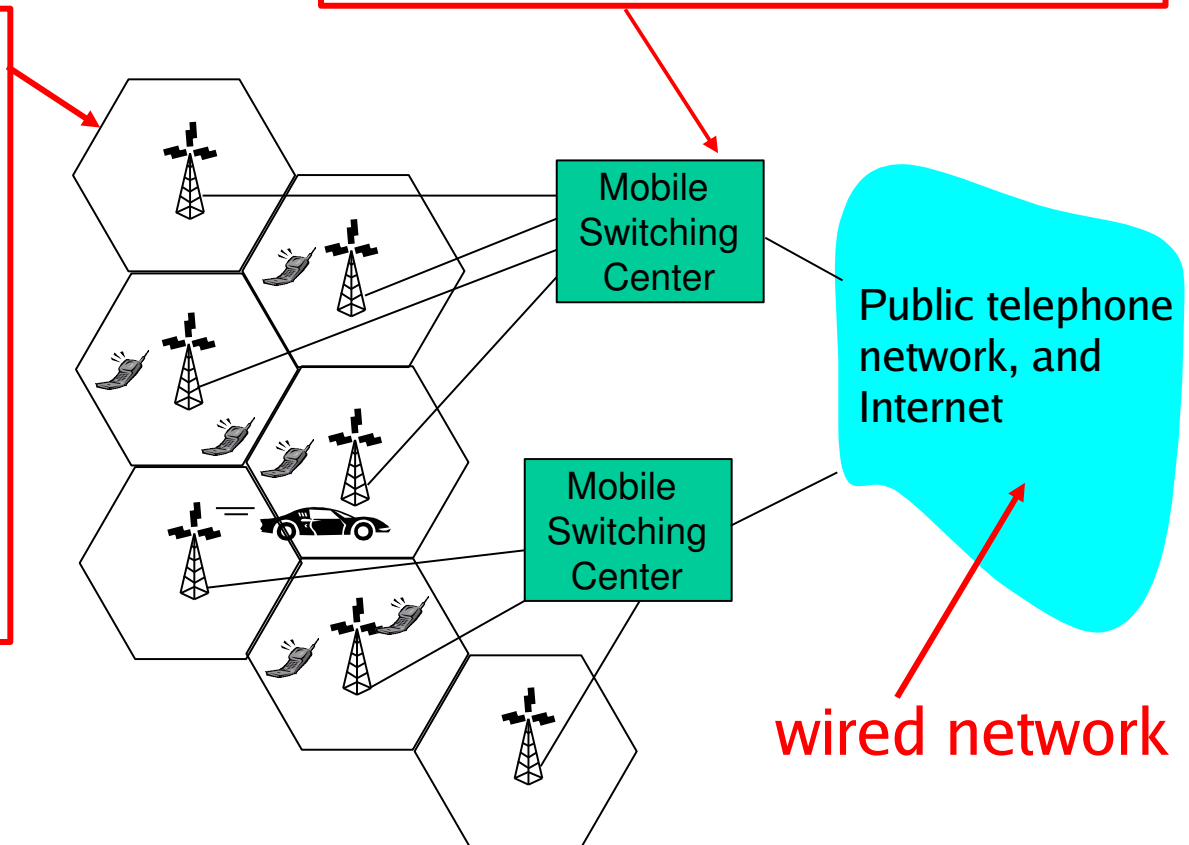 Mobile
Switching
Center
Public telephone
network, and
Internet
Mobile
Switching
Center
wired network